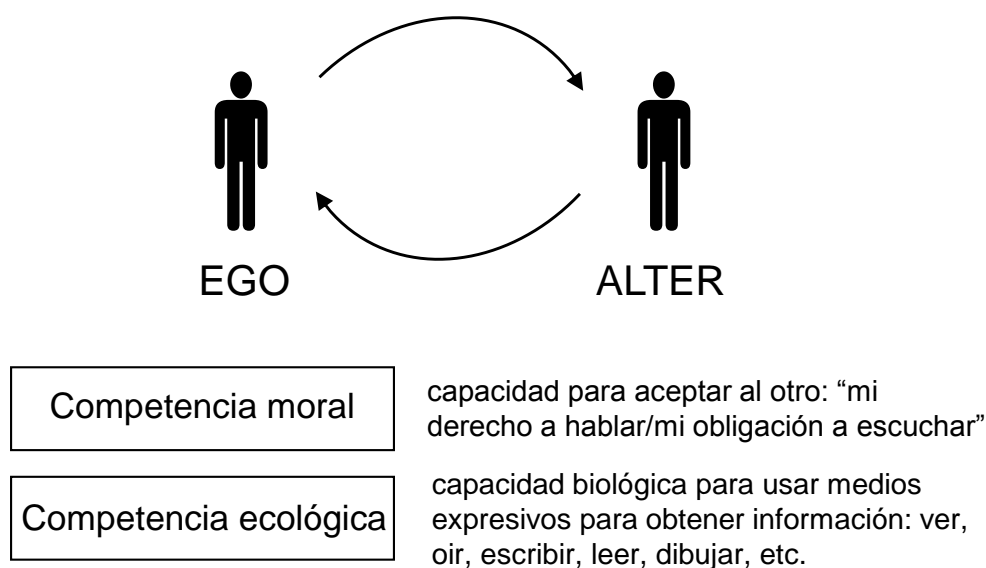 EGO
ALTER
Competencia moral
capacidad para aceptar al otro: “mi
derecho a hablar/mi obligación a escuchar”
Competencia ecológica
capacidad biológica para usar medios
expresivos para obtener información: ver,
oir, escribir, leer, dibujar, etc.